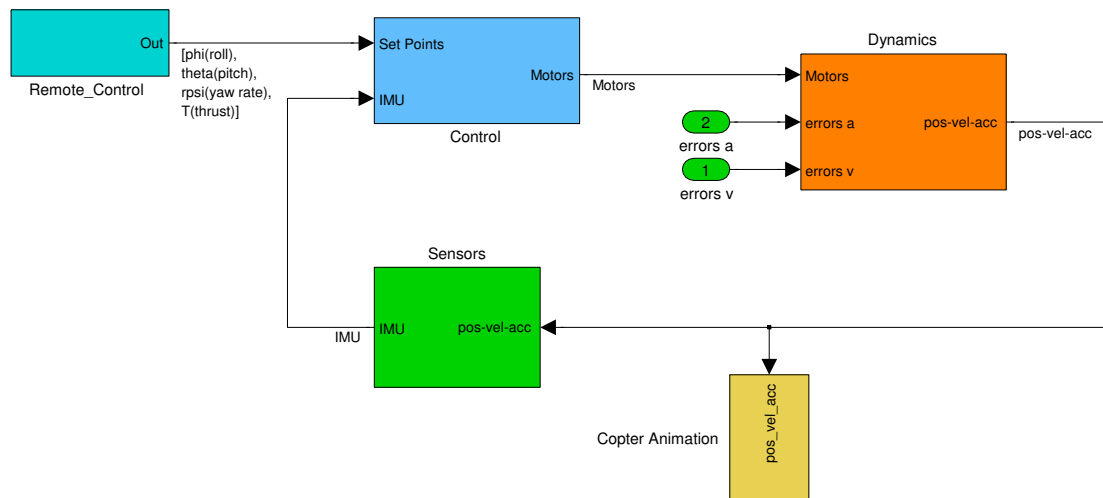 Out
Remote_Control
[phi(roll),
theta(pitch),
rpsi(yaw rate),
T(thrust)]
Set Points
IMU
Motors
Control
Motors
Dynamics
Motors
errors a
errors v
pos-vel-acc
pos-vel-acc
2
errors a
1
errors v
Sensors
IMU
pos-vel-acc
IMU
Copter Animation
pos_vel_acc